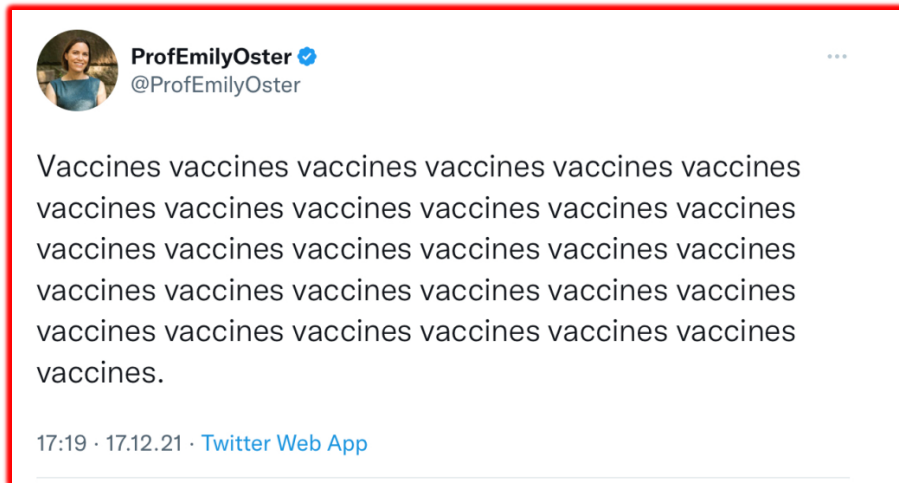 ProfEmilyOster
@ProfEmilyOster
Vaccines vaccines vaccines vaccines vaccines vaccines
vaccines vaccines vaccines vaccines vaccines vaccines
vaccines vaccines vaccines vaccines vaccines vaccines
vaccines vaccines vaccines vaccines vaccines vaccines
vaccines vaccines vaccines vaccines vaccines vaccines
vaccines.
17:19 · 17.12.21 · Twitter Web App